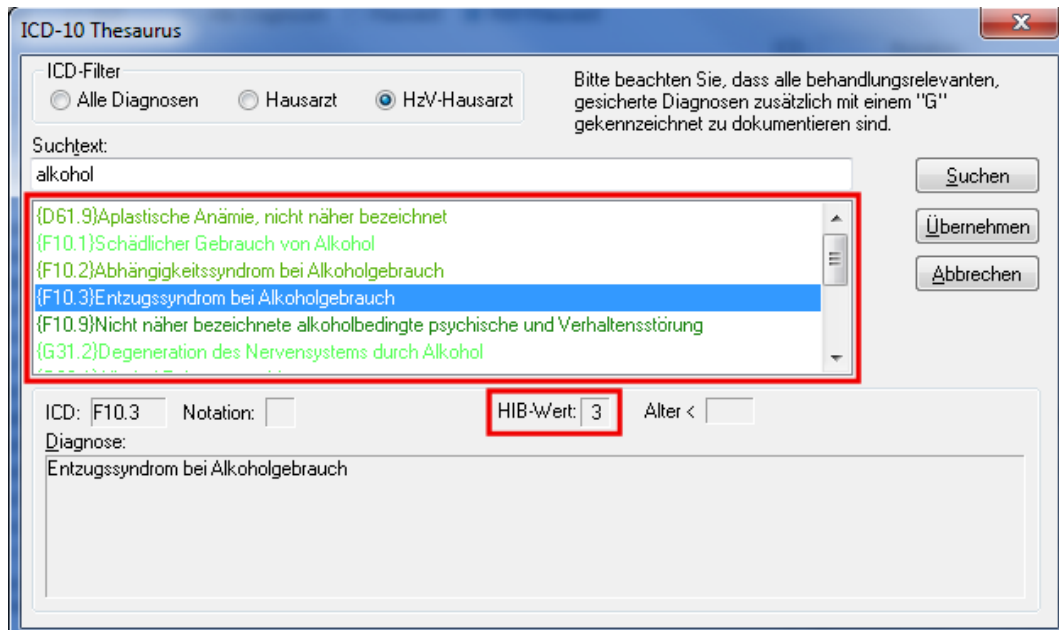 ICD-10 Thesaurus
ICD-Filter
Alle Diagnosen
Hausarzt
HzV-Hausarzt
Bitte beachten Sie, dass alle behandlungsrelevanten,
gesicherte Diagnosen zusätzlich mit einem "G"
gekennzeichnet zu dokumentieren sind.
Suchtext:
alkohol
Suchen
Übernehmen
Abbrechen
{D61.9}Aplastische Anämie, nicht näher bezeichnet
{F10.1}Schädlicher Gebrauch von Alkohol
{F10.2}Abhängigkeitssyndrom bei Alkoholgebrauch
{F10.3}Entzugssyndrom bei Alkoholgebrauch
{F10.9}Nicht näher bezeichnete alkoholbedingte psychische und Verhaltensstörung
{G31.2}Degeneration des Nervensystems durch Alkohol
ICD: F10.3 Notation: HIB-Wert: 3 Alter <
Diagnose:
Entzugssyndrom bei Alkoholgebrauch